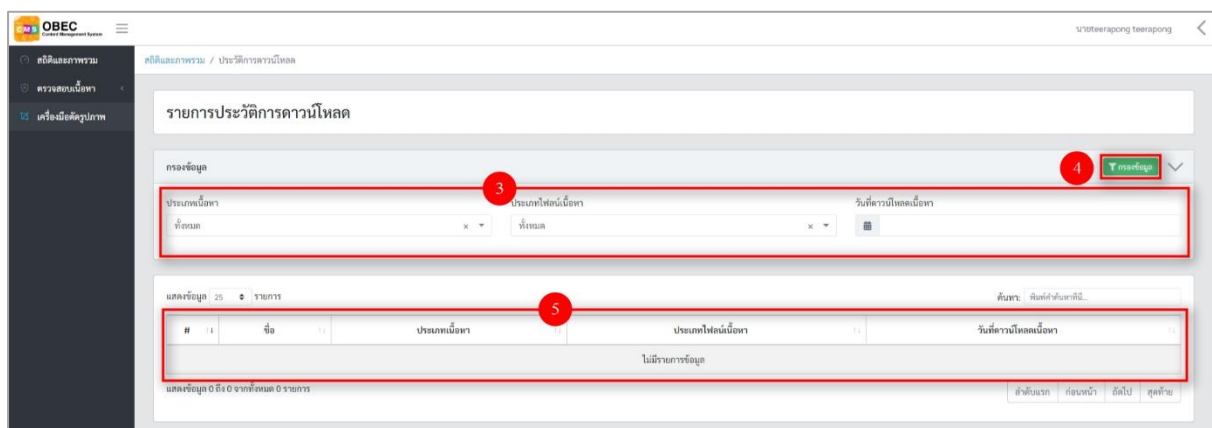 CMS OBEC
Content Management System
นายteerapong teerapong
สถิติและภาพรวม
สถิติและภาพรวม / ประวัติการดาวน์โหลด
ตรวจสอบเนื้อหา
เครื่องมือตัดรูปภาพ
รายการประวัติการดาวน์โหลด
กรองข้อมูล
4
กรองข้อมูล
3
ประเภทเนื้อหา
ประเภทไฟลน์เนื้อหา
วันที่ดาวน์โหลดเนื้อหา
ทั้งหมด ×
ทั้งหมด ×
แสดงข้อมูล 25 รายการ
ค้นหา: พิมพ์คำค้นหาที่นี่...
5
# ชื่อ ประเภทเนื้อหา ประเภทไฟลน์เนื้อหา วันที่ดาวน์โหลดเนื้อหา
ไม่มีรายการข้อมูล
แสดงข้อมูล 0 ถึง 0 จากทั้งหมด 0 รายการ
ลำดับแรก ก่อนหน้า ถัดไป สุดท้าย